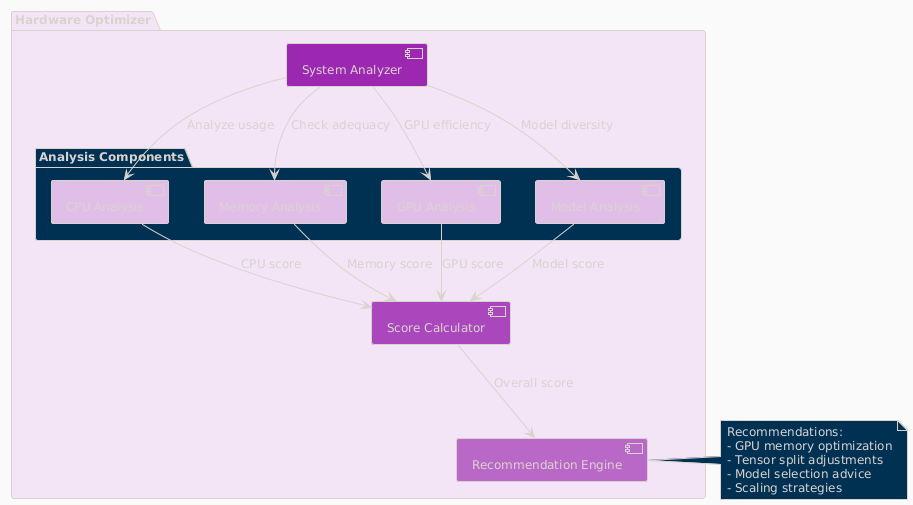 Hardware Optimizer
System Analyzer
Analyze usage
Check adequacy
GPU efficiency
Model diversity
Analysis Components
CPU Analysis
Memory Analysis
GPU Analysis
Model Analysis
CPU score
Memory score
GPU score
Model score
Score Calculator
Overall score
Recommendation Engine
Recommendations:
- GPU memory optimization
- Tensor split adjustments
- Model selection advice
- Scaling strategies